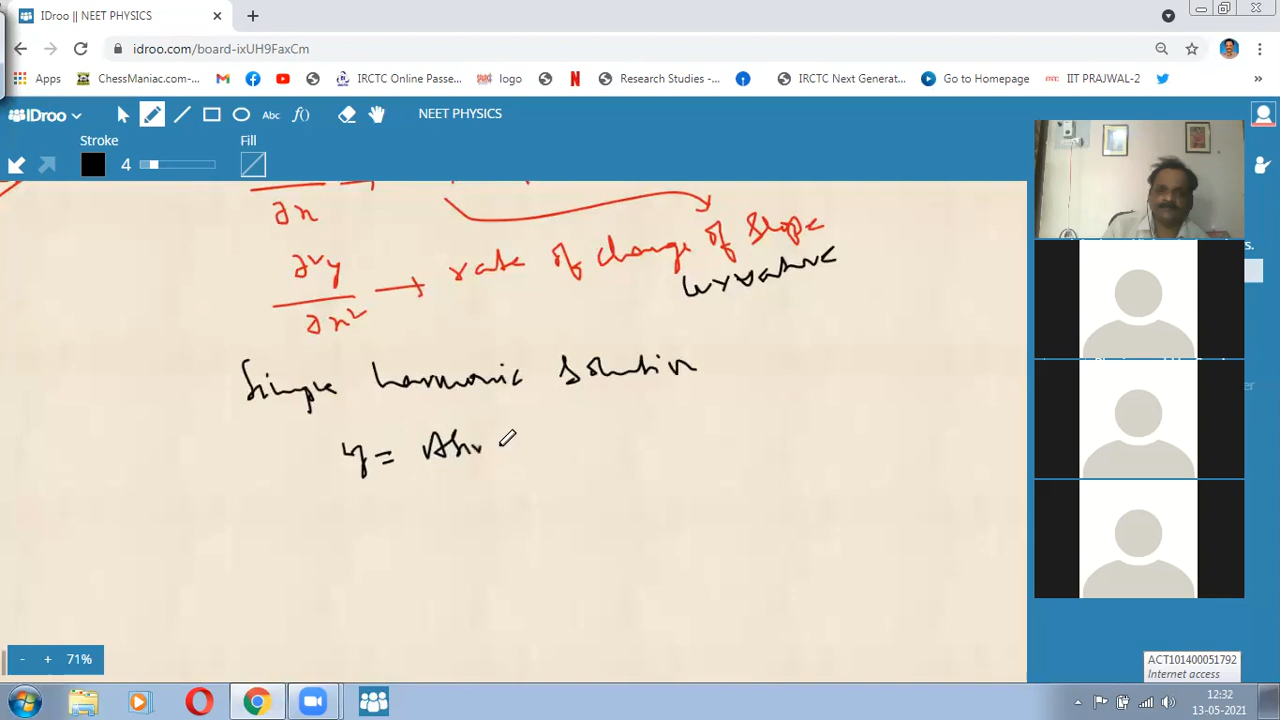 IDroo || NEET PHYSICS
idroo.com/board-ixUH9FaxCm
Apps ChessManiac.com-... IRCTC Online Passe... logo Research Studies -... IRCTC Next Generat... Go to Homepage IIT PRAJWAL-2 »
IDroo Abc f() NEET PHYSICS
Stroke Fill
4
∂x
∂²y
∂x² → rate of change of slope
curvature
Simple harmonic solution
y = A sin
- + 71%
ACT101400051792
Internet access
12:32
13-05-2021